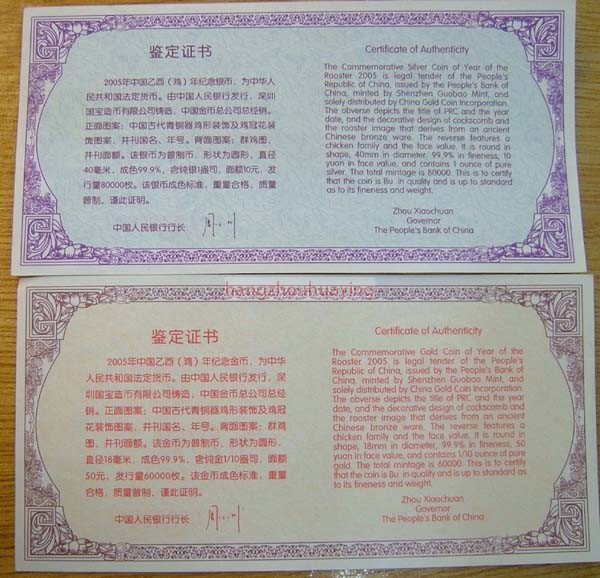 鉴定证书
2005年中国乙酉（鸡）年纪念银币，为中华
人民共和国法定货币。由中国人民银行发行，深圳
国宝造币有限公司铸造，中国金币总公司总经销。
正面图案：中国古代青铜器鸡形装饰及鸡冠花装
饰图案，并刊国名、年号。背面图案：群鸡图，
并刊面额。该银币为普制币，形状为圆形，直径
40毫米，成色99.9%，含纯银1盎司，面额10元，发
行量80000枚。该银币成色标准，重量合格，质量
普制，谨此证明。
中国人民银行行长
Certificate of Authenticity
The Commemorative Silver Coin of Year of the
Rooster 2005 is legal tender of the People's
Republic of China, issued by the People's Bank of
China, minted by Shenzhen Guobao Mint, and
solely distributed by China Gold Coin Incorporation.
The obverse depicts the title of PRC and the year
date, and the decorative design of cockscomb and
the rooster image that derives from an ancient
Chinese bronze ware. The reverse features a
chicken family and the face value. It is round in
shape, 40mm in diameter, 99.9% in fineness, 10
yuan in face value, and contains 1 ounce of pure
silver. The total mintage is 80000. This is to certify
that the coin is Bu. in quality and is up to standard
as to its fineness and weight.
Zhou Xiaochuan
Governor
The People's Bank of China
hangzhouhuaying
鉴定证书
2005年中国乙酉（鸡）年纪念金币，为中华
人民共和国法定货币。由中国人民银行发行，深
圳国宝造币有限公司铸造，中国金币总公司总经
销。正面图案：中国古代青铜器鸡形装饰及鸡冠
花装饰图案，并刊国名、年号。背面图案：群鸡
图，并刊面额。该金币为普制币，形状为圆形，
直径18毫米，成色99.9%，含纯金1/10盎司，面额
50元，发行量60000枚。该金币成色标准，重量
合格，质量普制，谨此证明。
中国人民银行行长
Certificate of Authenticity
The Commemorative Gold Coin of Year of the
Rooster 2005 is legal tender of the People's
Republic of China, issued by the People's Bank of
China, minted by Shenzhen Guobao Mint, and
solely distributed by China Gold Coin Incorporation.
The obverse depicts the title of PRC and the year
date, and the decorative design of cockscomb and
the rooster image that derives from an ancient
Chinese bronze ware. The reverse features a
chicken family and the face value. It is round in
shape, 18mm in diameter, 99.9% in fineness, 50
yuan in face value, and contains 1/10 ounce of pure
gold. The total mintage is 60000. This is to certify
that the coin is Bu. in quality and is up to standard as
to its fineness and weight.
Zhou Xiaochuan
Governor
The People's Bank of China